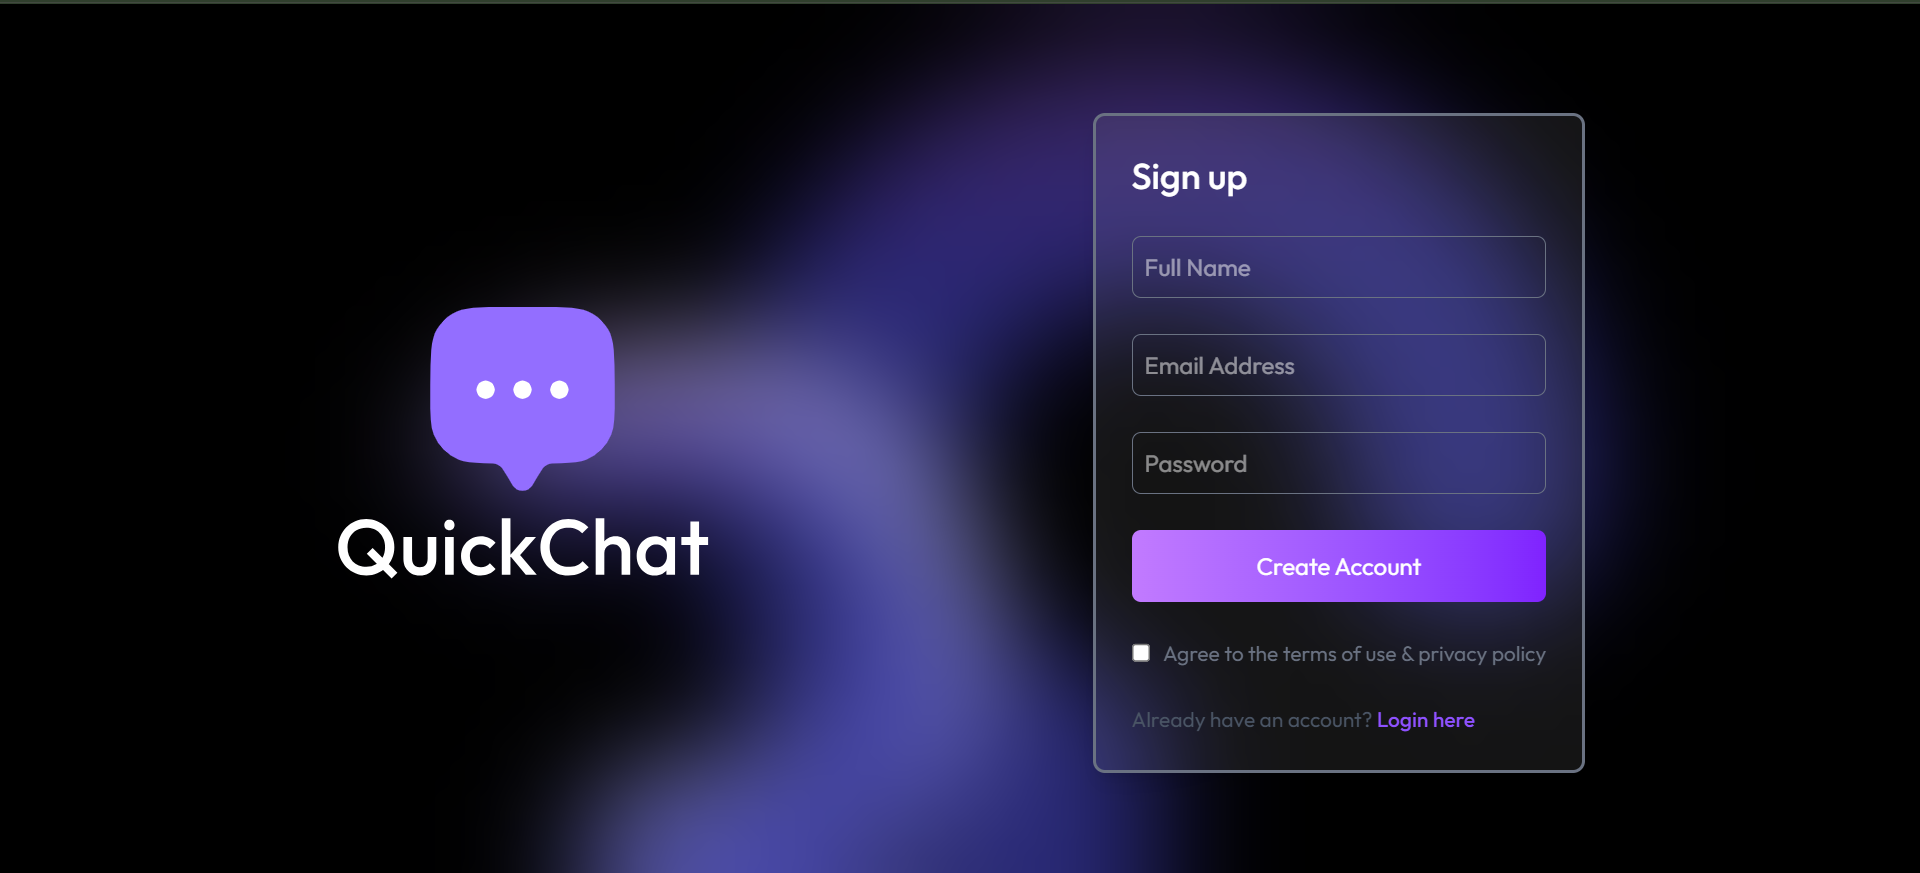 QuickChat
Sign up
Full Name
Email Address
Password
Create Account
Agree to the terms of use & privacy policy
Already have an account? Login here